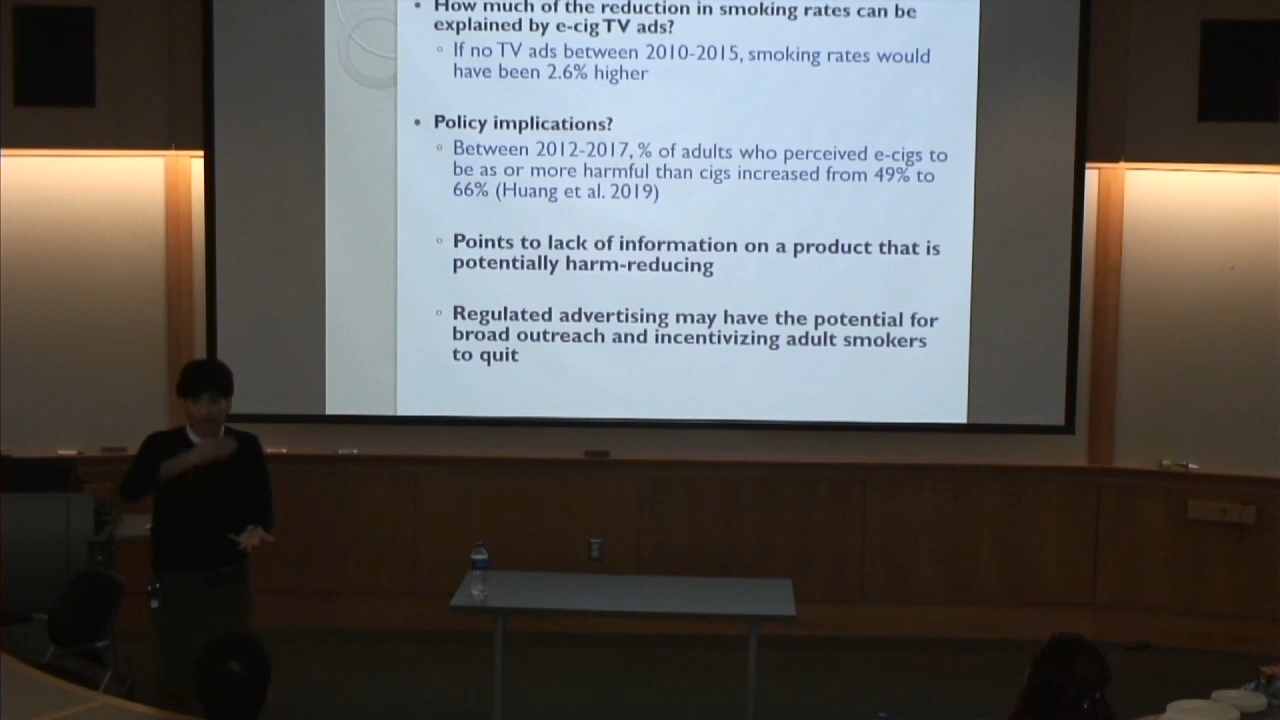 How much of the reduction in smoking rates can be
explained by e-cig TV ads?
If no TV ads between 2010-2015, smoking rates would
have been 2.6% higher
Policy implications?
Between 2012-2017, % of adults who perceived e-cigs to
be as or more harmful than cigs increased from 49% to
66% (Huang et al. 2019)
Points to lack of information on a product that is
potentially harm-reducing
Regulated advertising may have the potential for
broad outreach and incentivizing adult smokers
to quit